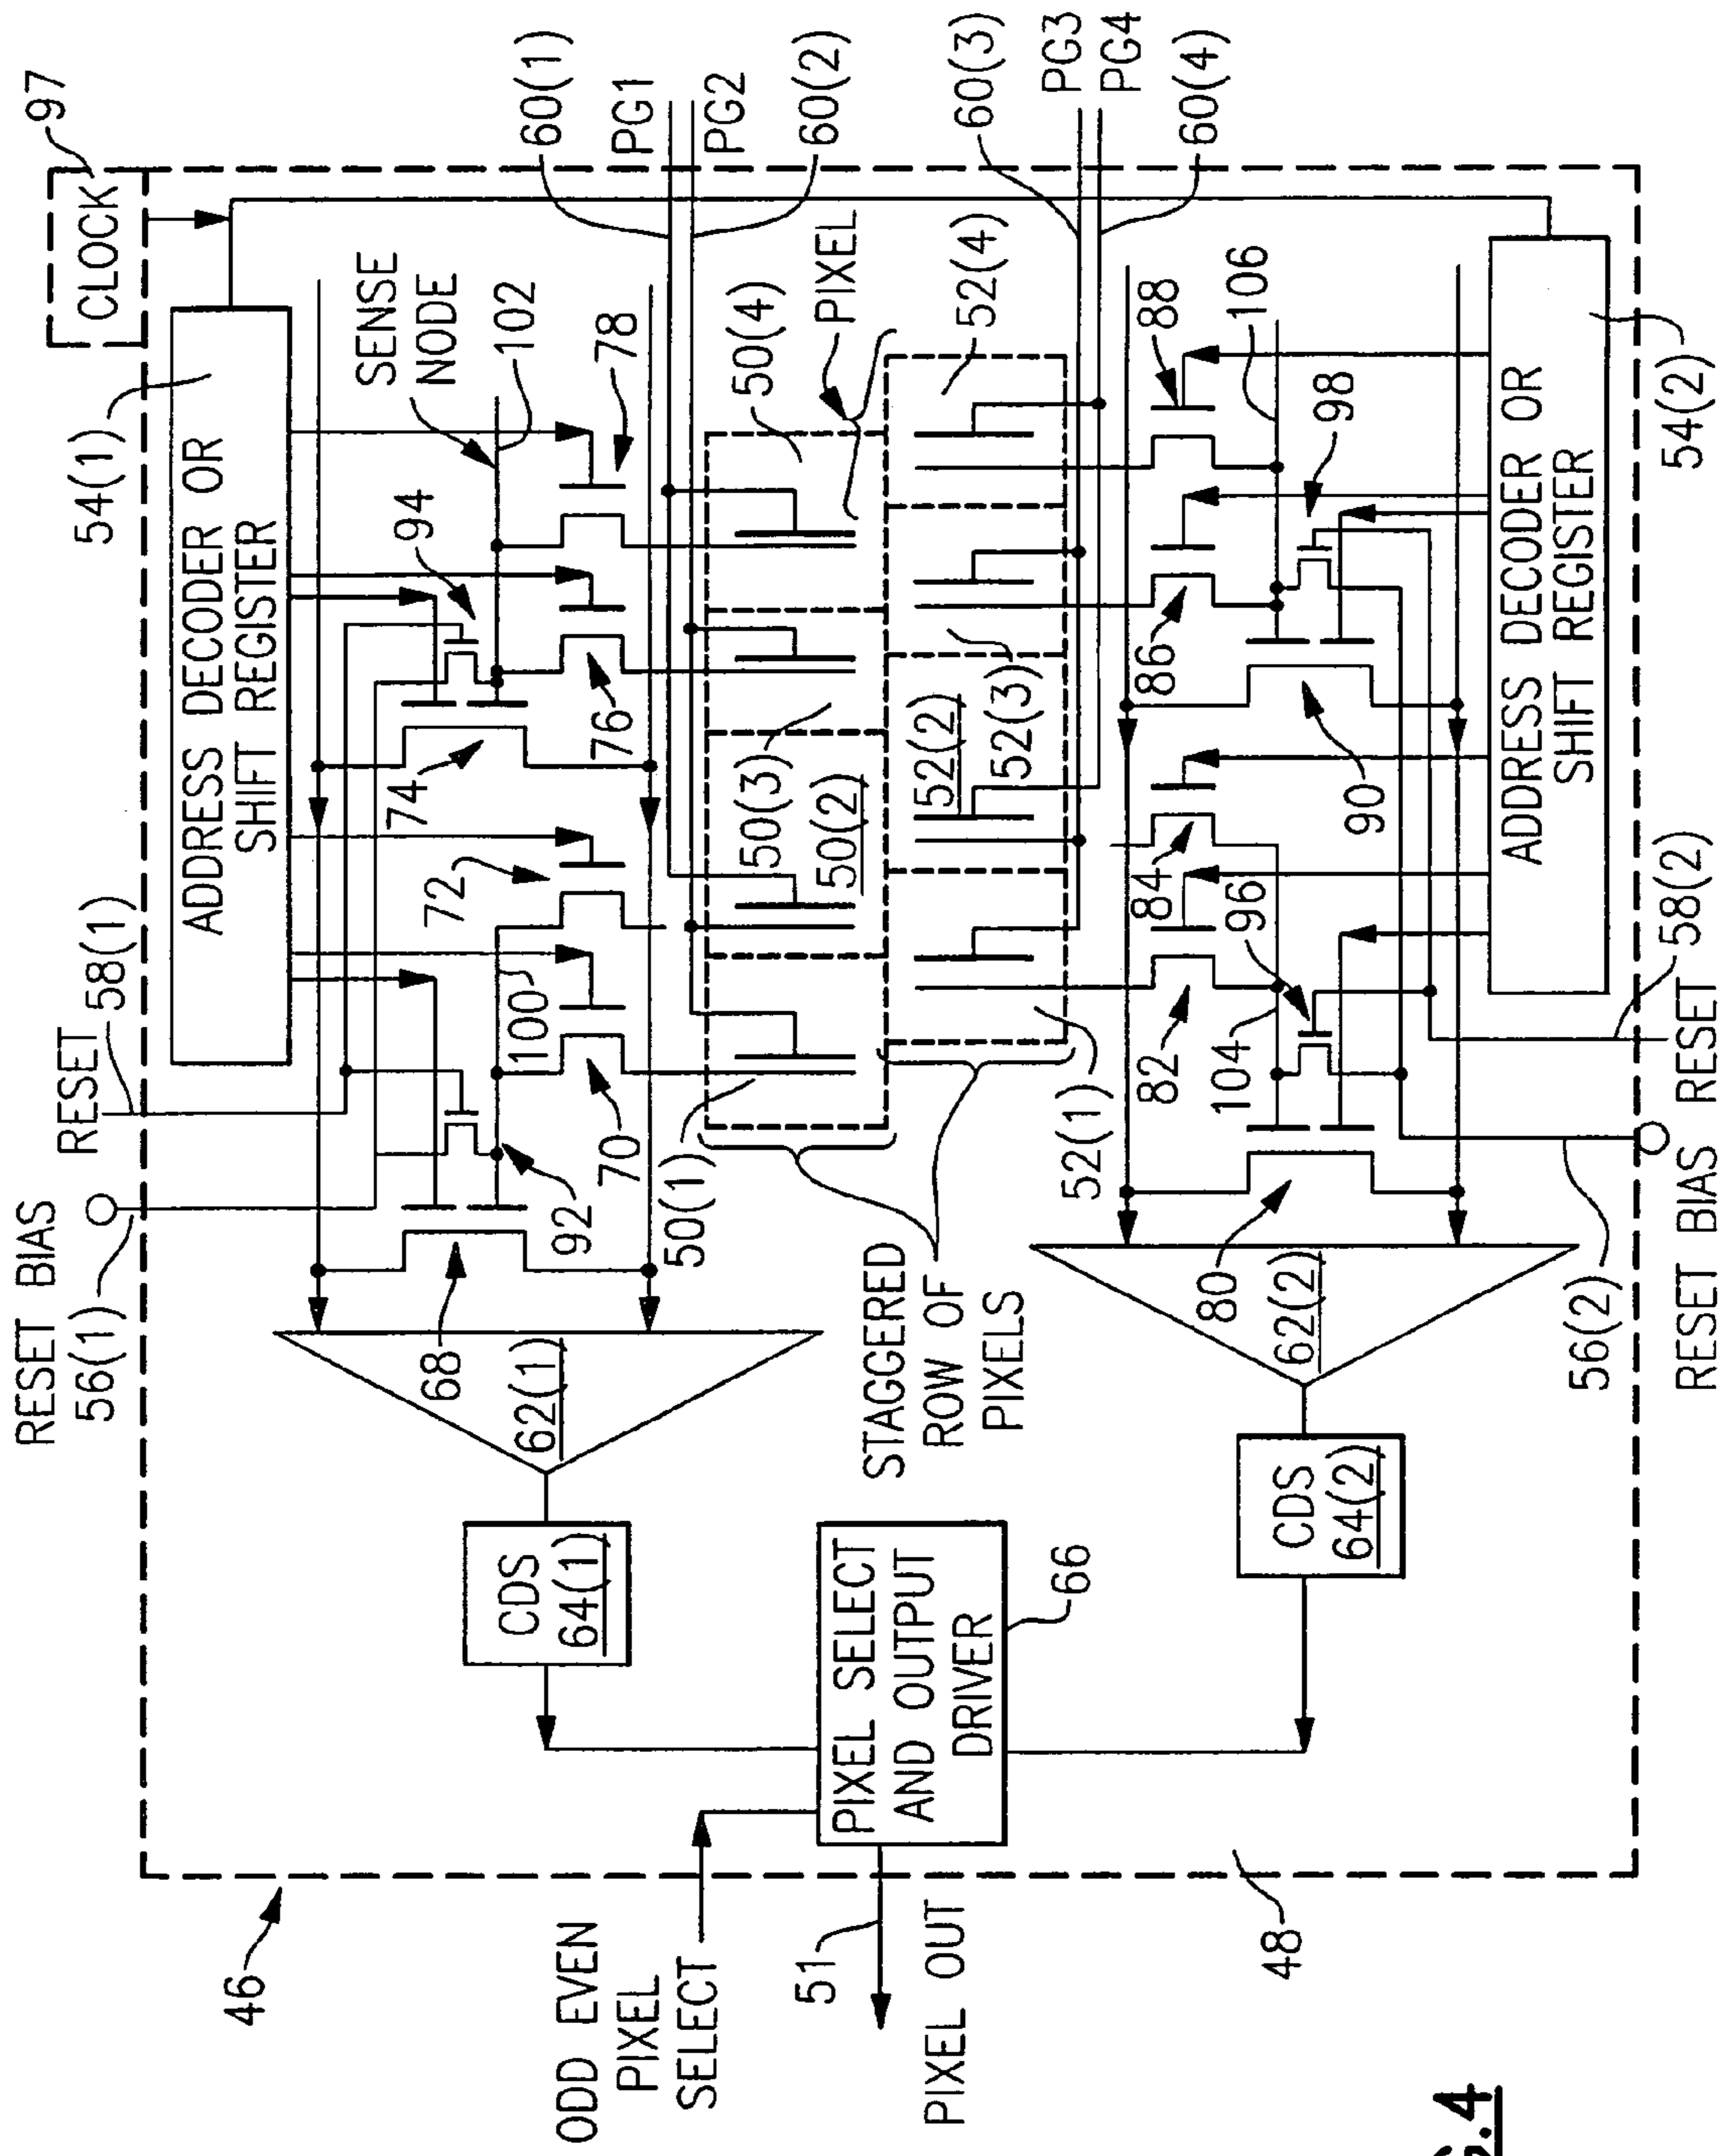 97
CLOCK
54(1)
ADDRESS DECODER OR
SHIFT REGISTER
RESET
58(1)
RESET BIAS
56(1)
SENSE
NODE
102
94
78
74
76
72
100
70
92
68
60(1)
PG1
PG2
60(2)
62(1)
CDS
64(1)
50(4)
PIXEL
50(3)
50(2)
50(1)
52(4)
52(2)
52(3)
52(1)
STAGGERED
ROW OF
PIXELS
60(3)
PG3
PG4
60(4)
88
106
98
86
90
84
96
82
104
80
62(2)
CDS
64(2)
ADDRESS DECODER OR
SHIFT REGISTER
54(2)
58(2)
RESET
56(2)
RESET BIAS
PIXEL SELECT
AND OUTPUT
DRIVER
66
46
ODD EVEN
PIXEL
SELECT
51
PIXEL OUT
48
G.4